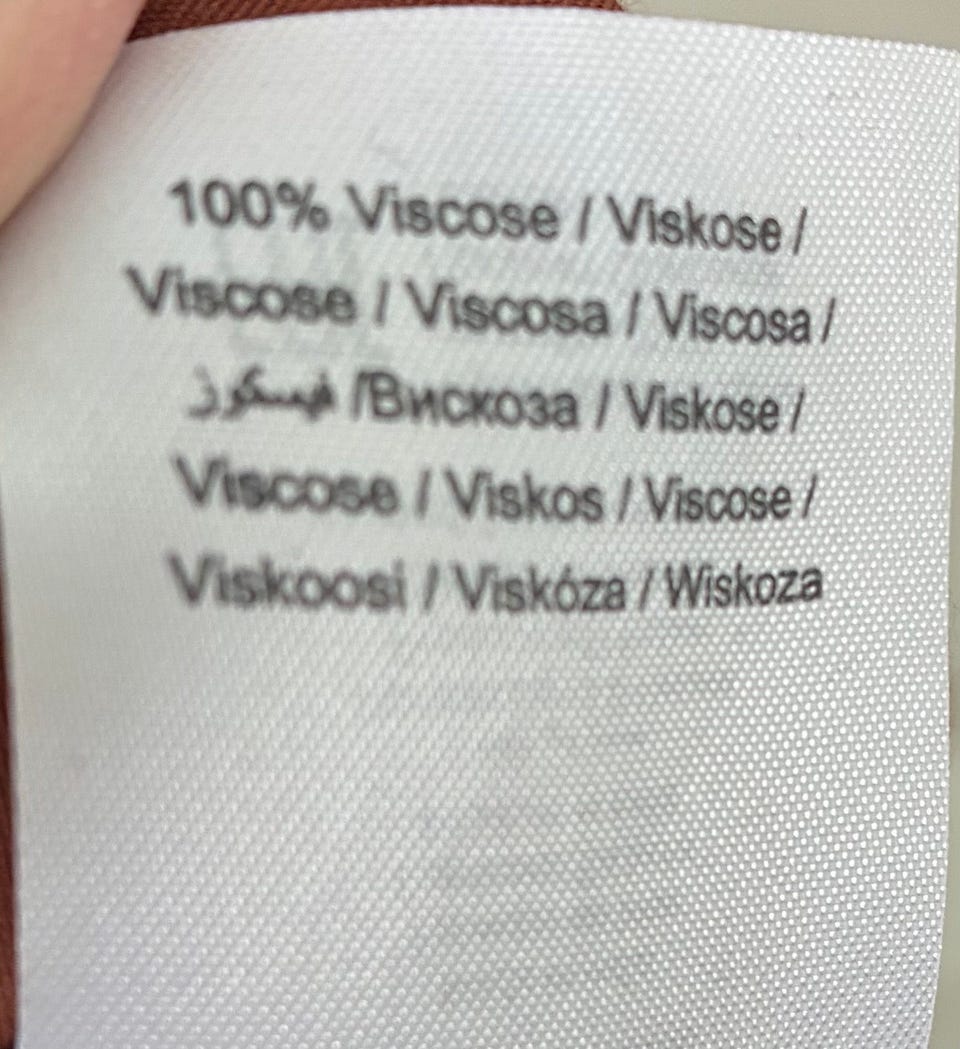 100% Viscose / Viskose /
Viscose / Viscosa / Viscosa /
فيسكوز /Вискоза / Viskose /
Viscose / Viskos / Viscose /
Viskoosi / Viskóza / Wiskoza